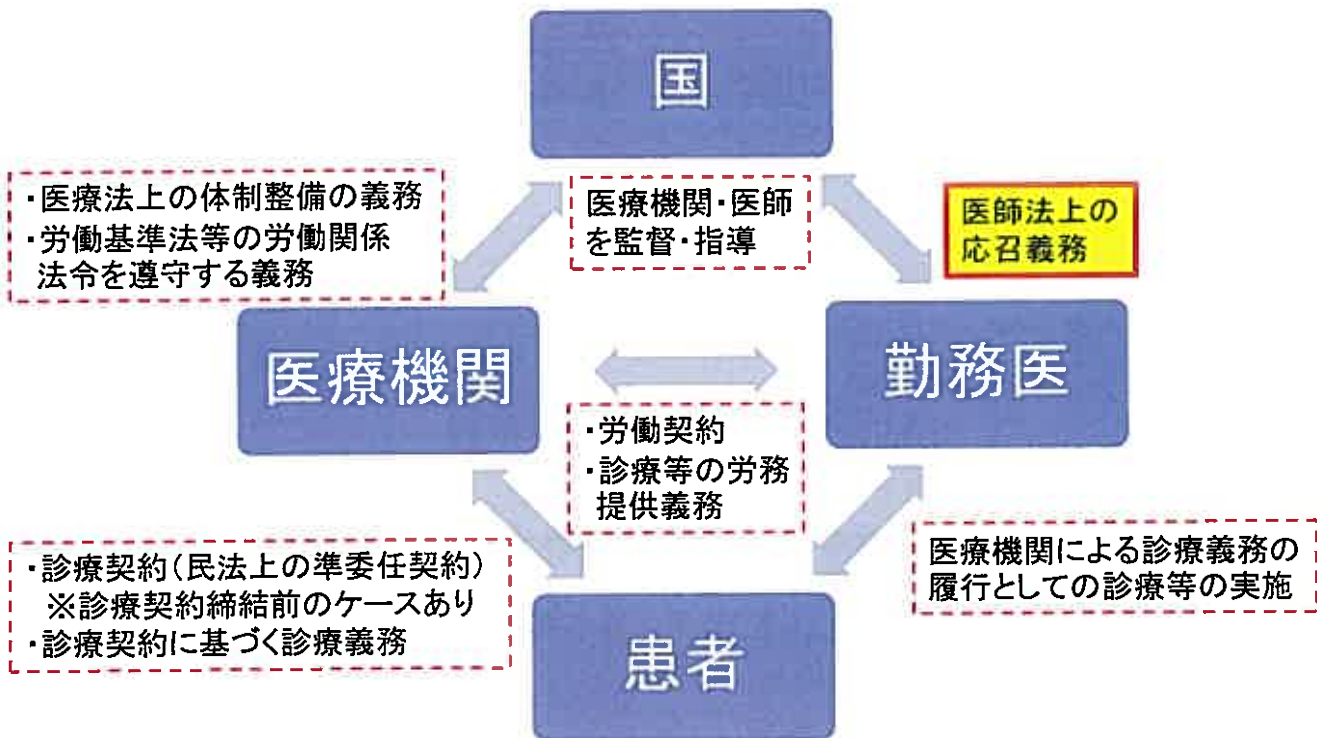 国
・医療法上の体制整備の義務
・労働基準法等の労働関係
法令を遵守する義務
医療機関・医師
を監督・指導
医師法上の
応召義務
医療機関
勤務医
・労働契約
・診療等の労務
提供義務
・診療契約（民法上の準委任契約）
※診療契約締結前のケースあり
・診療契約に基づく診療義務
医療機関による診療義務の
履行としての診療等の実施
患者